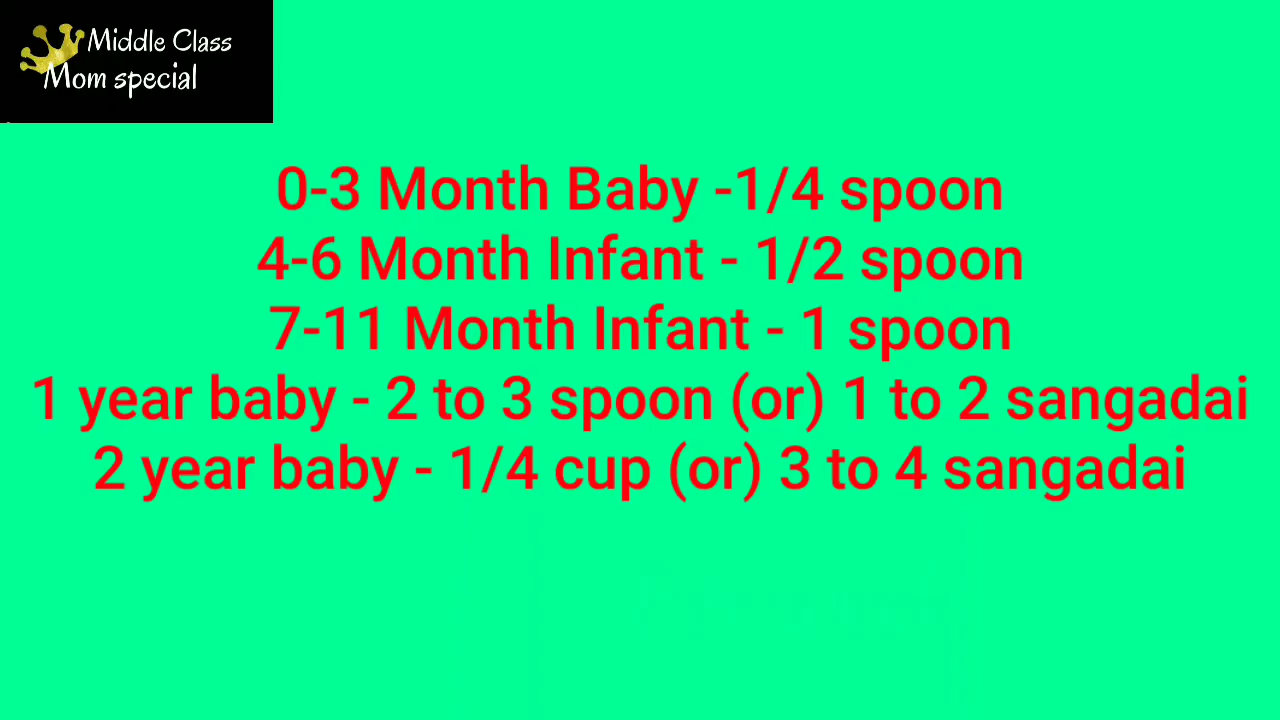 Middle Class
Mom special
0-3 Month Baby -1/4 spoon
4-6 Month Infant - 1/2 spoon
7-11 Month Infant - 1 spoon
1 year baby - 2 to 3 spoon (or) 1 to 2 sangadai
2 year baby - 1/4 cup (or) 3 to 4 sangadai